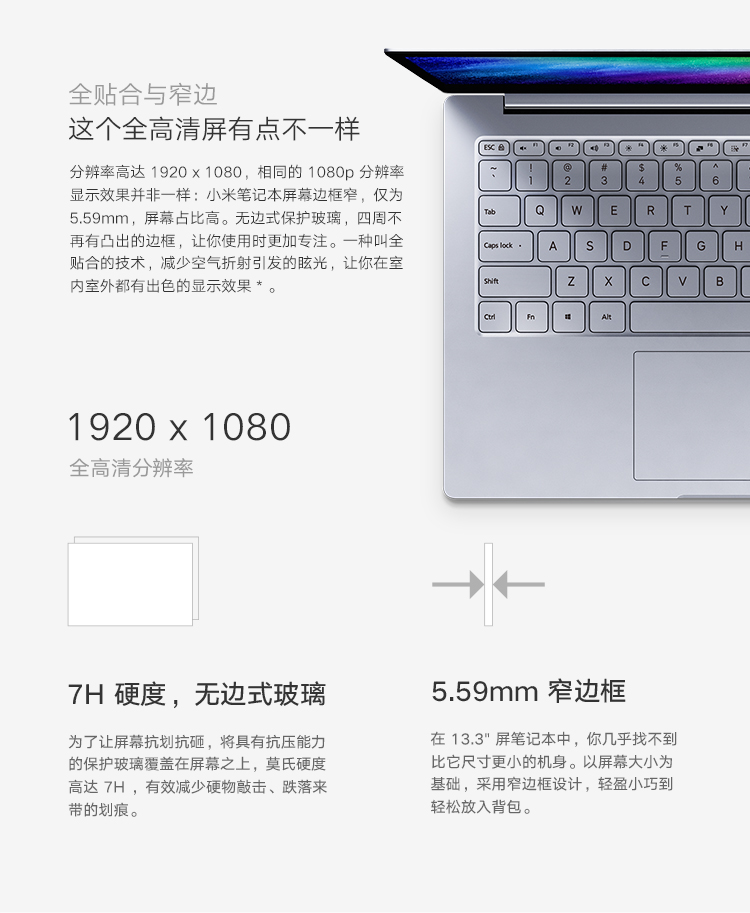 全贴合与窄边
这个全高清屏有点不一样
分辨率高达 1920 x 1080，相同的 1080p 分辨率
显示效果并非一样：小米笔记本屏幕边框窄，仅为
5.59mm，屏幕占比高。无边式保护玻璃，四周不
再有凸出的边框，让你使用时更加专注。一种叫全
贴合的技术，减少空气折射引发的眩光，让你在室
内室外都有出色的显示效果 * 。
ESC F1 F2 F3 F4 F5 F6 F7
~ ! @ # $ % ^
` 1 2 3 4 5 6
Tab Q W E R T Y
Caps lock A S D F G H
Shift Z X C V B
Ctrl Fn Alt
1920 x 1080
全高清分辨率
7H 硬度，无边式玻璃
为了让屏幕抗划抗砸，将具有抗压能力
的保护玻璃覆盖在屏幕之上，莫氏硬度
高达 7H ，有效减少硬物敲击、跌落来
带的划痕。
5.59mm 窄边框
在 13.3" 屏笔记本中，你几乎找不到
比它尺寸更小的机身。以屏幕大小为
基础，采用窄边框设计，轻盈小巧到
轻松放入背包。